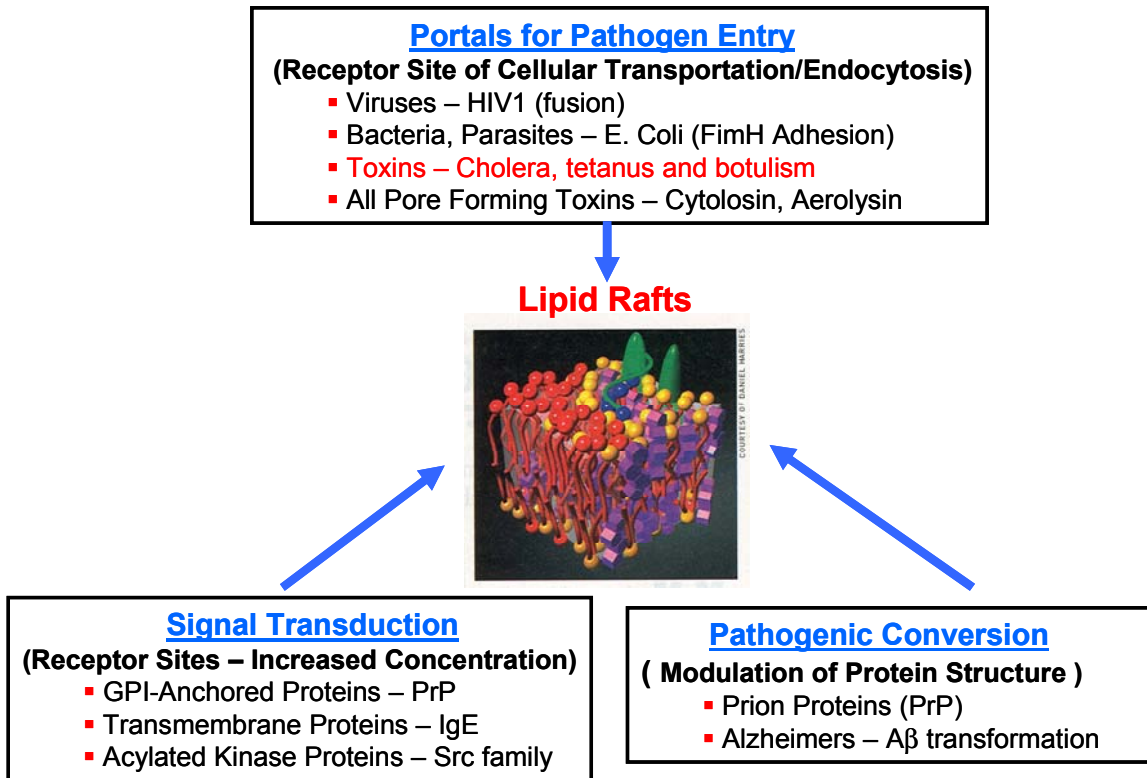 Portals for Pathogen Entry
(Receptor Site of Cellular Transportation/Endocytosis)
▪ Viruses – HIV1 (fusion)
▪ Bacteria, Parasites – E. Coli (FimH Adhesion)
▪ Toxins – Cholera, tetanus and botulism
▪ All Pore Forming Toxins – Cytolosin, Aerolysin
Lipid Rafts
COURTESY OF DANIEL HARRIES
Signal Transduction
(Receptor Sites – Increased Concentration)
▪ GPI-Anchored Proteins – PrP
▪ Transmembrane Proteins – IgE
▪ Acylated Kinase Proteins – Src family
Pathogenic Conversion
( Modulation of Protein Structure )
▪ Prion Proteins (PrP)
▪ Alzheimers – Aβ transformation